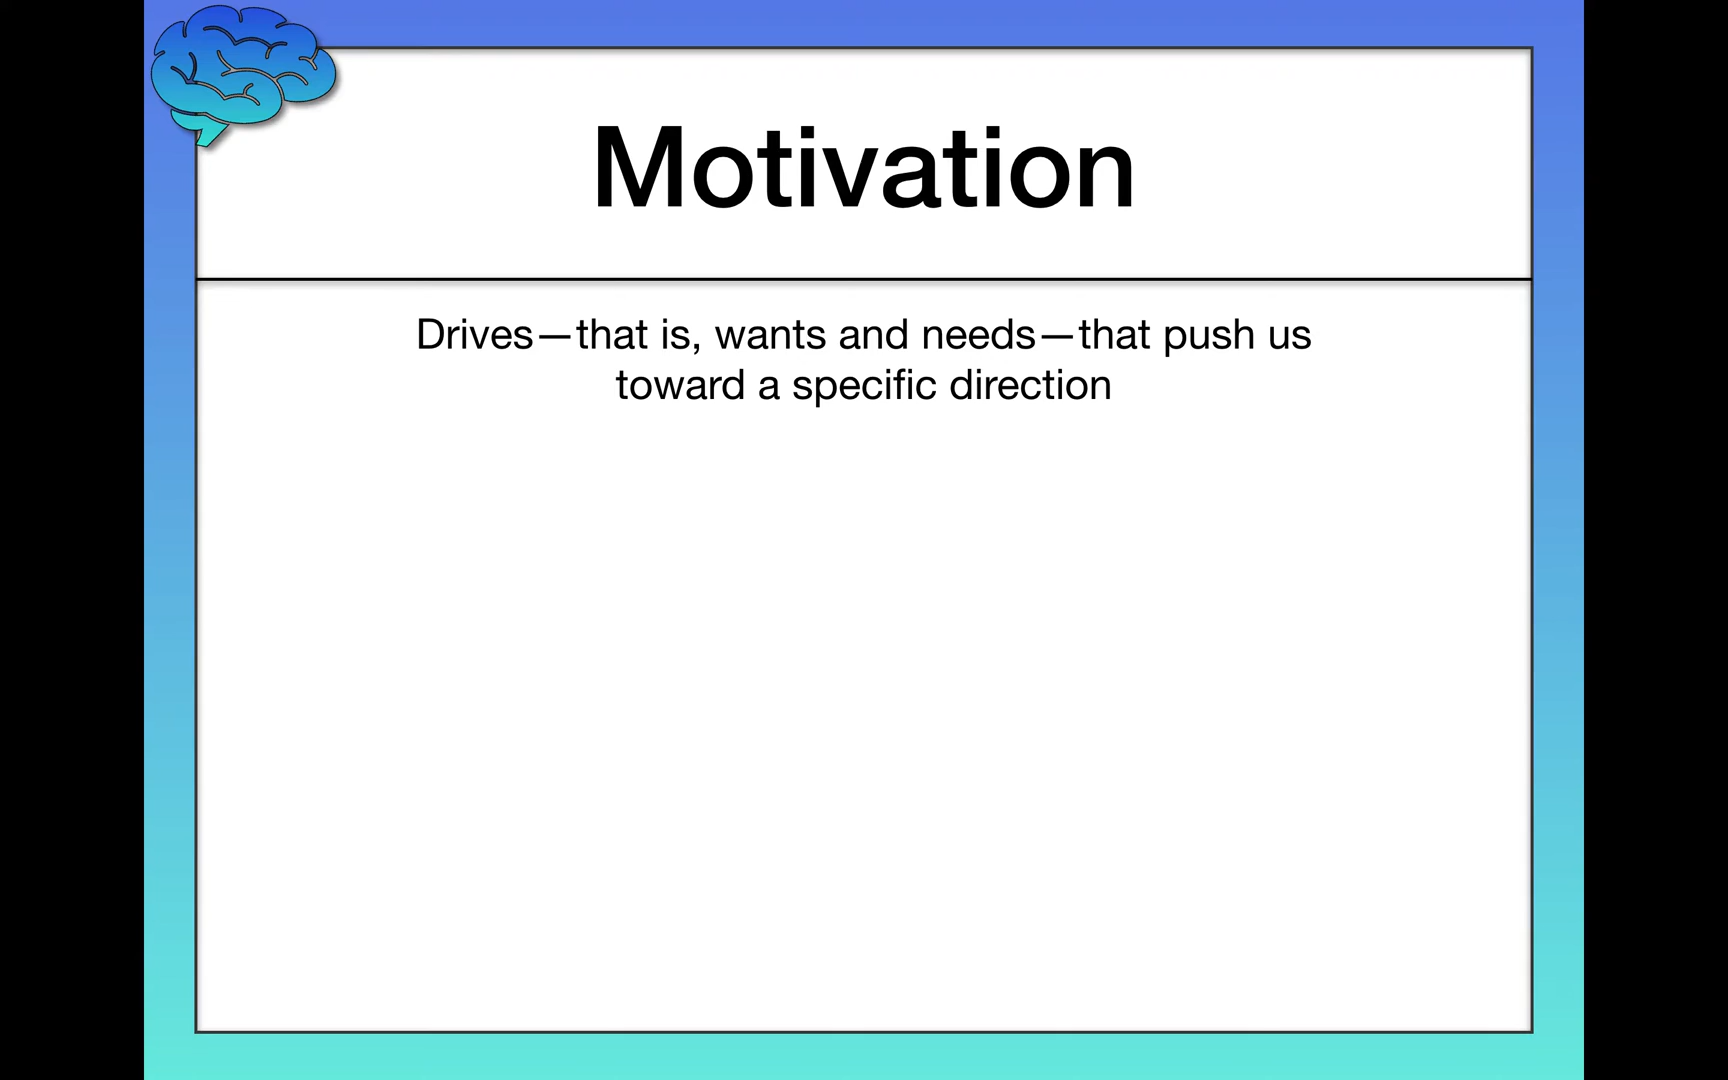 Motivation
Drives—that is, wants and needs—that push us
toward a specific direction